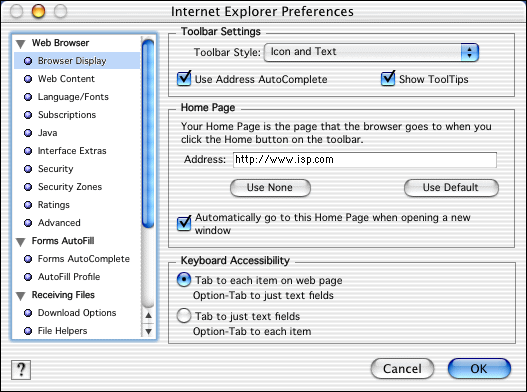 Internet Explorer Preferences
Web Browser
Browser Display
Web Content
Language/Fonts
Subscriptions
Java
Interface Extras
Security
Security Zones
Ratings
Advanced
Forms AutoFill
Forms AutoComplete
AutoFill Profile
Receiving Files
Download Options
File Helpers
Toolbar Settings
Toolbar Style: Icon and Text
Use Address AutoComplete Show ToolTips
Home Page
Your Home Page is the page that the browser goes to when you
click the Home button on the toolbar.
Address: http://www.isp.com
Use None Use Default
Automatically go to this Home Page when opening a new
window
Keyboard Accessibility
Tab to each item on web page
Option-Tab to just text fields
Tab to just text fields
Option-Tab to each item
? Cancel OK